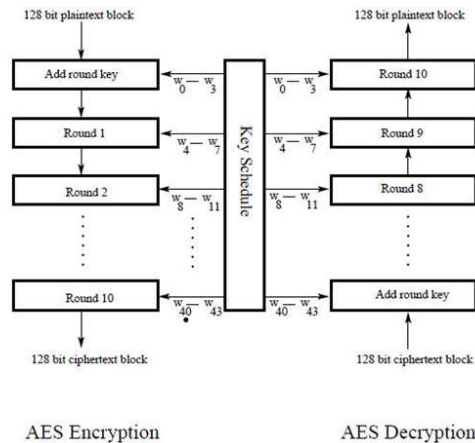 128 bit plaintext block
128 bit plaintext block
Add round key
w0 — w3
Key Schedule
w0 — w3
Round 10
Round 1
w4 — w7
w4 — w7
Round 9
Round 2
w8 — w11
w8 — w11
Round 8
Round 10
w40 — w43
w40 — w43
Add round key
128 bit ciphertext block
128 bit ciphertext block
AES Encryption
AES Decryption